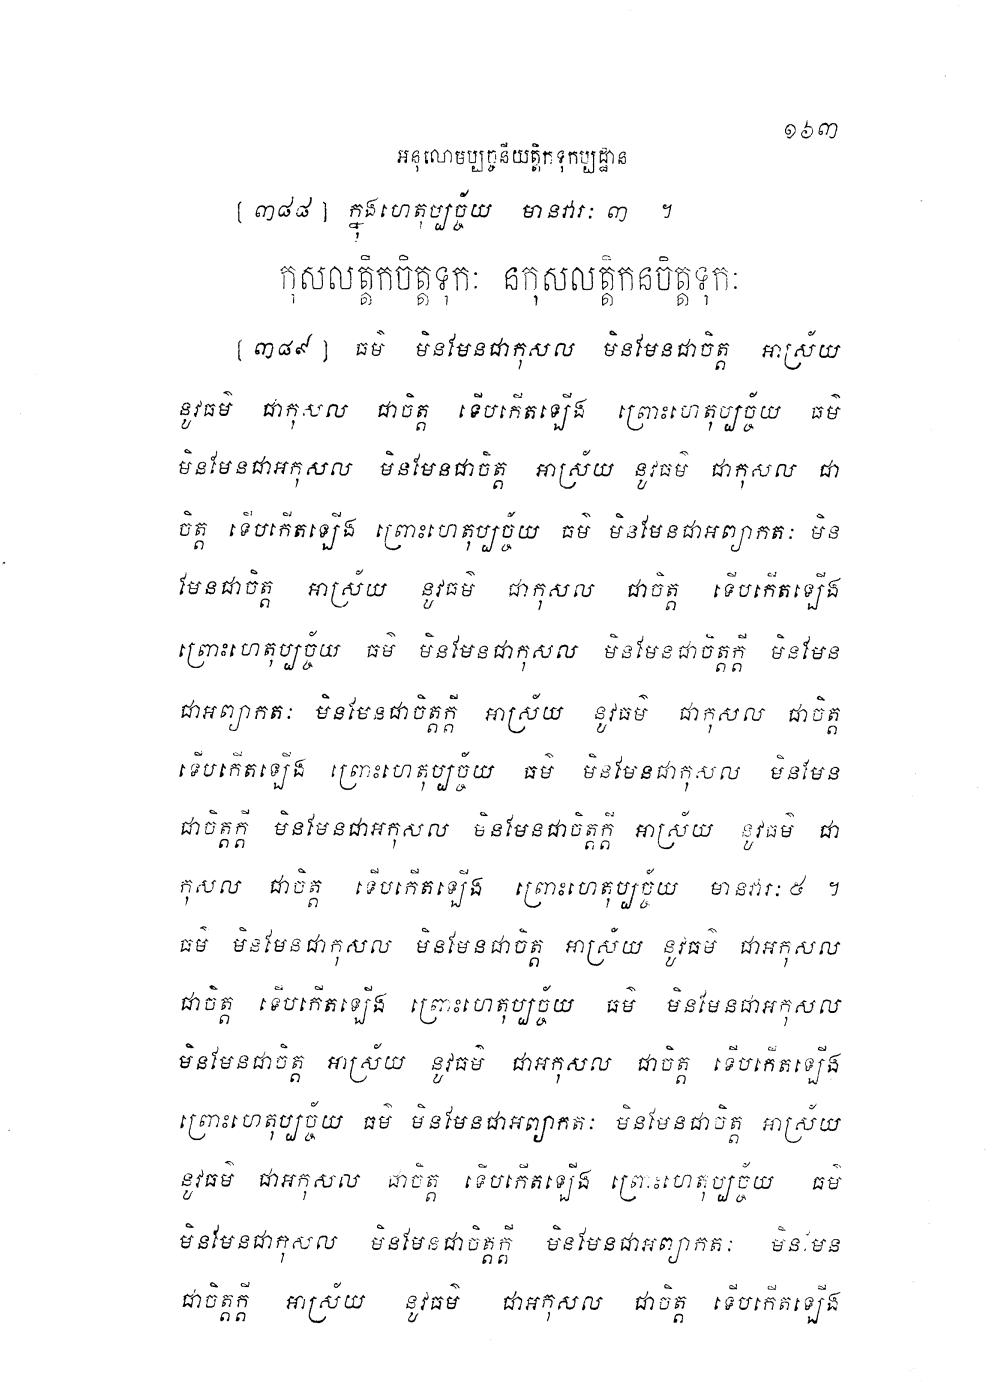 ១៦៣
អនុលោមប្បច្ចនីយត្តិកទុកប្បដ្ឋាន
[ ៣៨៨ ] ក្នុងហេតុប្បច្ច័យ មានវារៈ ៣ ។
កុសលត្តិកចិត្តទុកៈ នកុសលត្តិកនចិត្តទុកៈ
[ ៣៨៩ ] ធម៌ មិនមែនជាកុសល មិនមែនជាចិត្ត អាស្រ័យ
នូវធម៌ ជាកុសល ជាចិត្ត ទើបកើតឡើង ព្រោះហេតុប្បច្ច័យ ធម៌
មិនមែនជាអកុសល មិនមែនជាចិត្ត អាស្រ័យ នូវធម៌ ជាកុសល ជា
ចិត្ត ទើបកើតឡើង ព្រោះហេតុប្បច្ច័យ ធម៌ មិនមែនជាអព្យាកតៈ មិន
មែនជាចិត្ត អាស្រ័យ នូវធម៌ ជាកុសល ជាចិត្ត ទើបកើតឡើង
ព្រោះហេតុប្បច្ច័យ ធម៌ មិនមែនជាកុសល មិនមែនជាចិត្តក្តី មិនមែន
ជាអព្យាកតៈ មិនមែនជាចិត្តក្តី អាស្រ័យ នូវធម៌ ជាកុសល ជាចិត្ត
ទើបកើតឡើង ព្រោះហេតុប្បច្ច័យ ធម៌ មិនមែនជាកុសល មិនមែន
ជាចិត្តក្តី មិនមែនជាអកុសល មិនមែនជាចិត្តក្តី អាស្រ័យ នូវធម៌ ជា
កុសល ជាចិត្ត ទើបកើតឡើង ព្រោះហេតុប្បច្ច័យ មានវារៈ ៥ ។
ធម៌ មិនមែនជាកុសល មិនមែនជាចិត្ត អាស្រ័យ នូវធម៌ ជាអកុសល
ជាចិត្ត ទើបកើតឡើង ព្រោះហេតុប្បច្ច័យ ធម៌ មិនមែនជាអកុសល
មិនមែនជាចិត្ត អាស្រ័យ នូវធម៌ ជាអកុសល ជាចិត្ត ទើបកើតឡើង
ព្រោះហេតុប្បច្ច័យ ធម៌ មិនមែនជាអព្យាកតៈ មិនមែនជាចិត្ត អាស្រ័យ
នូវធម៌ ជាអកុសល ជាចិត្ត ទើបកើតឡើង ព្រោះហេតុប្បច្ច័យ ធម៌
មិនមែនជាកុសល មិនមែនជាចិត្តក្តី មិនមែនជាអព្យាកតៈ មិនមែន
ជាចិត្តក្តី អាស្រ័យ នូវធម៌ ជាអកុសល ជាចិត្ត ទើបកើតឡើង